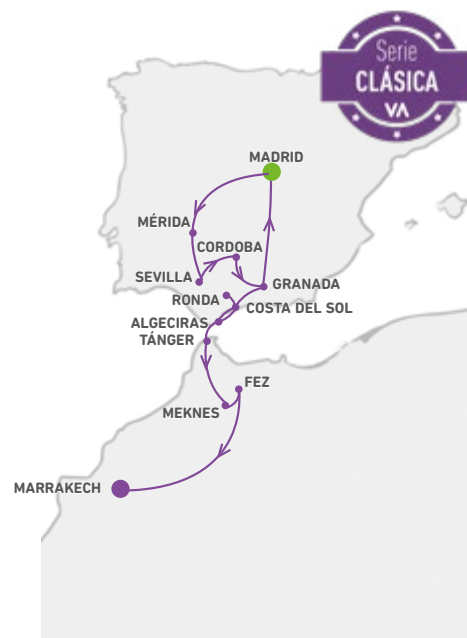 Serie
CLÁSICA
VA
MADRID
MÉRIDA
CORDOBA
SEVILLA
GRANADA
RONDA
COSTA DEL SOL
ALGECIRAS
TÁNGER
FEZ
MEKNES
MARRAKECH